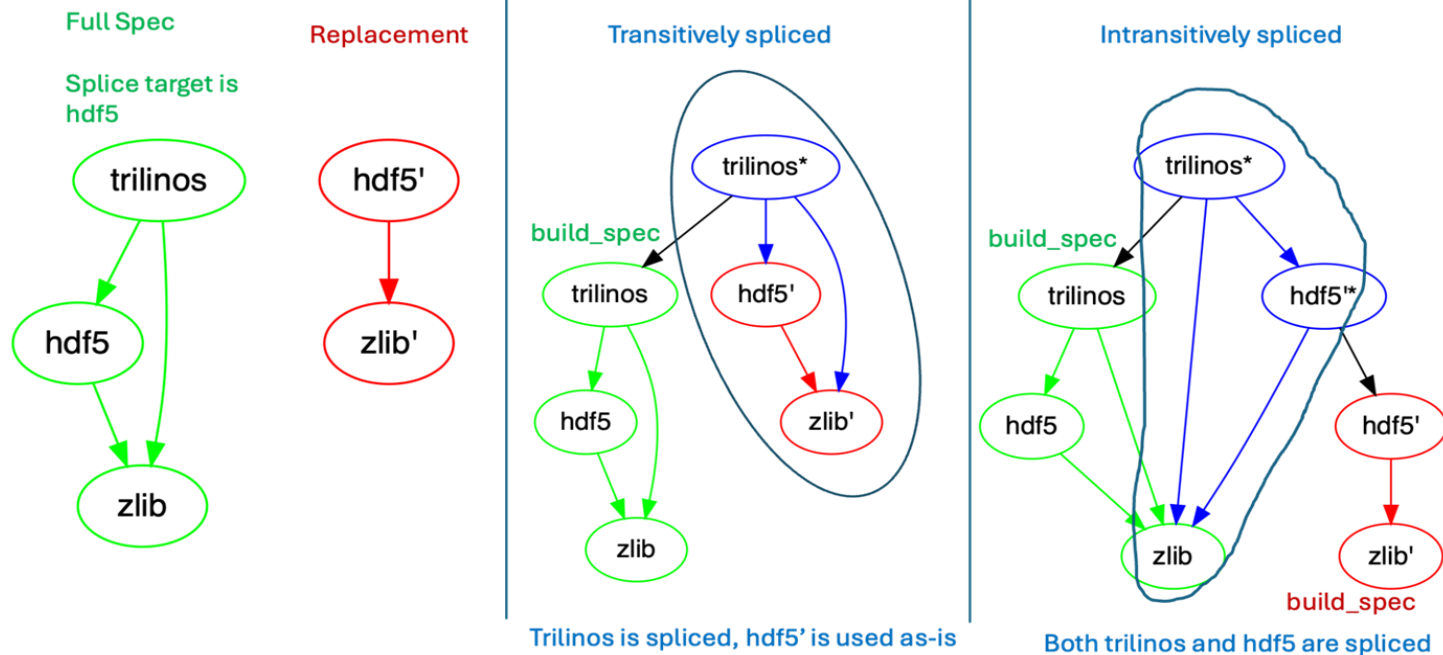 Full Spec
Splice target is
hdf5
trilinos
hdf5
zlib
Replacement
hdf5'
zlib'
Transitively spliced
trilinos*
build_spec
trilinos
hdf5'
hdf5
zlib'
zlib
Trilinos is spliced, hdf5’ is used as-is
Intransitively spliced
trilinos*
build_spec
trilinos
hdf5'*
hdf5
hdf5'
zlib
zlib'
build_spec
Both trilinos and hdf5 are spliced